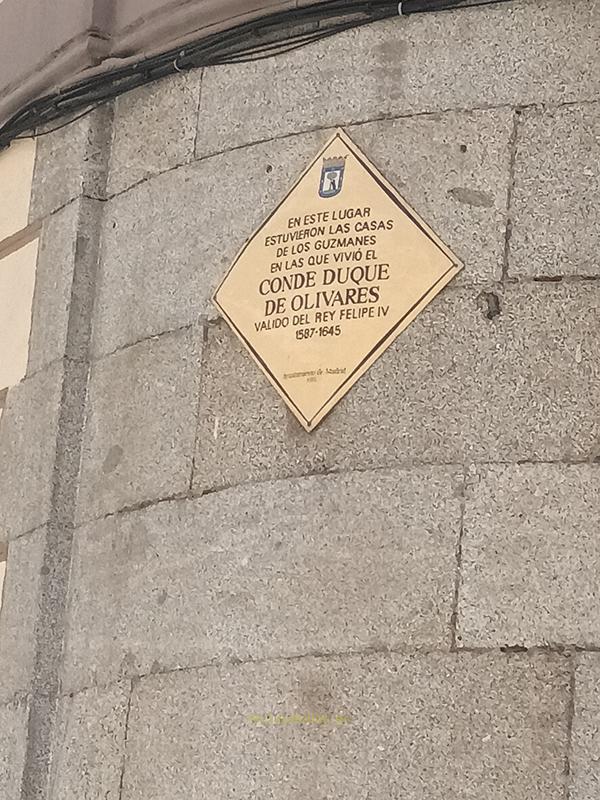 EN ESTE LUGAR
ESTUVIERON LAS CASAS
DE LOS GUZMANES
EN LAS QUE VIVIÓ EL
CONDE DUQUE
DE OLIVARES
VALIDO DEL REY FELIPE IV
1587-1645
Ayuntamiento de Madrid